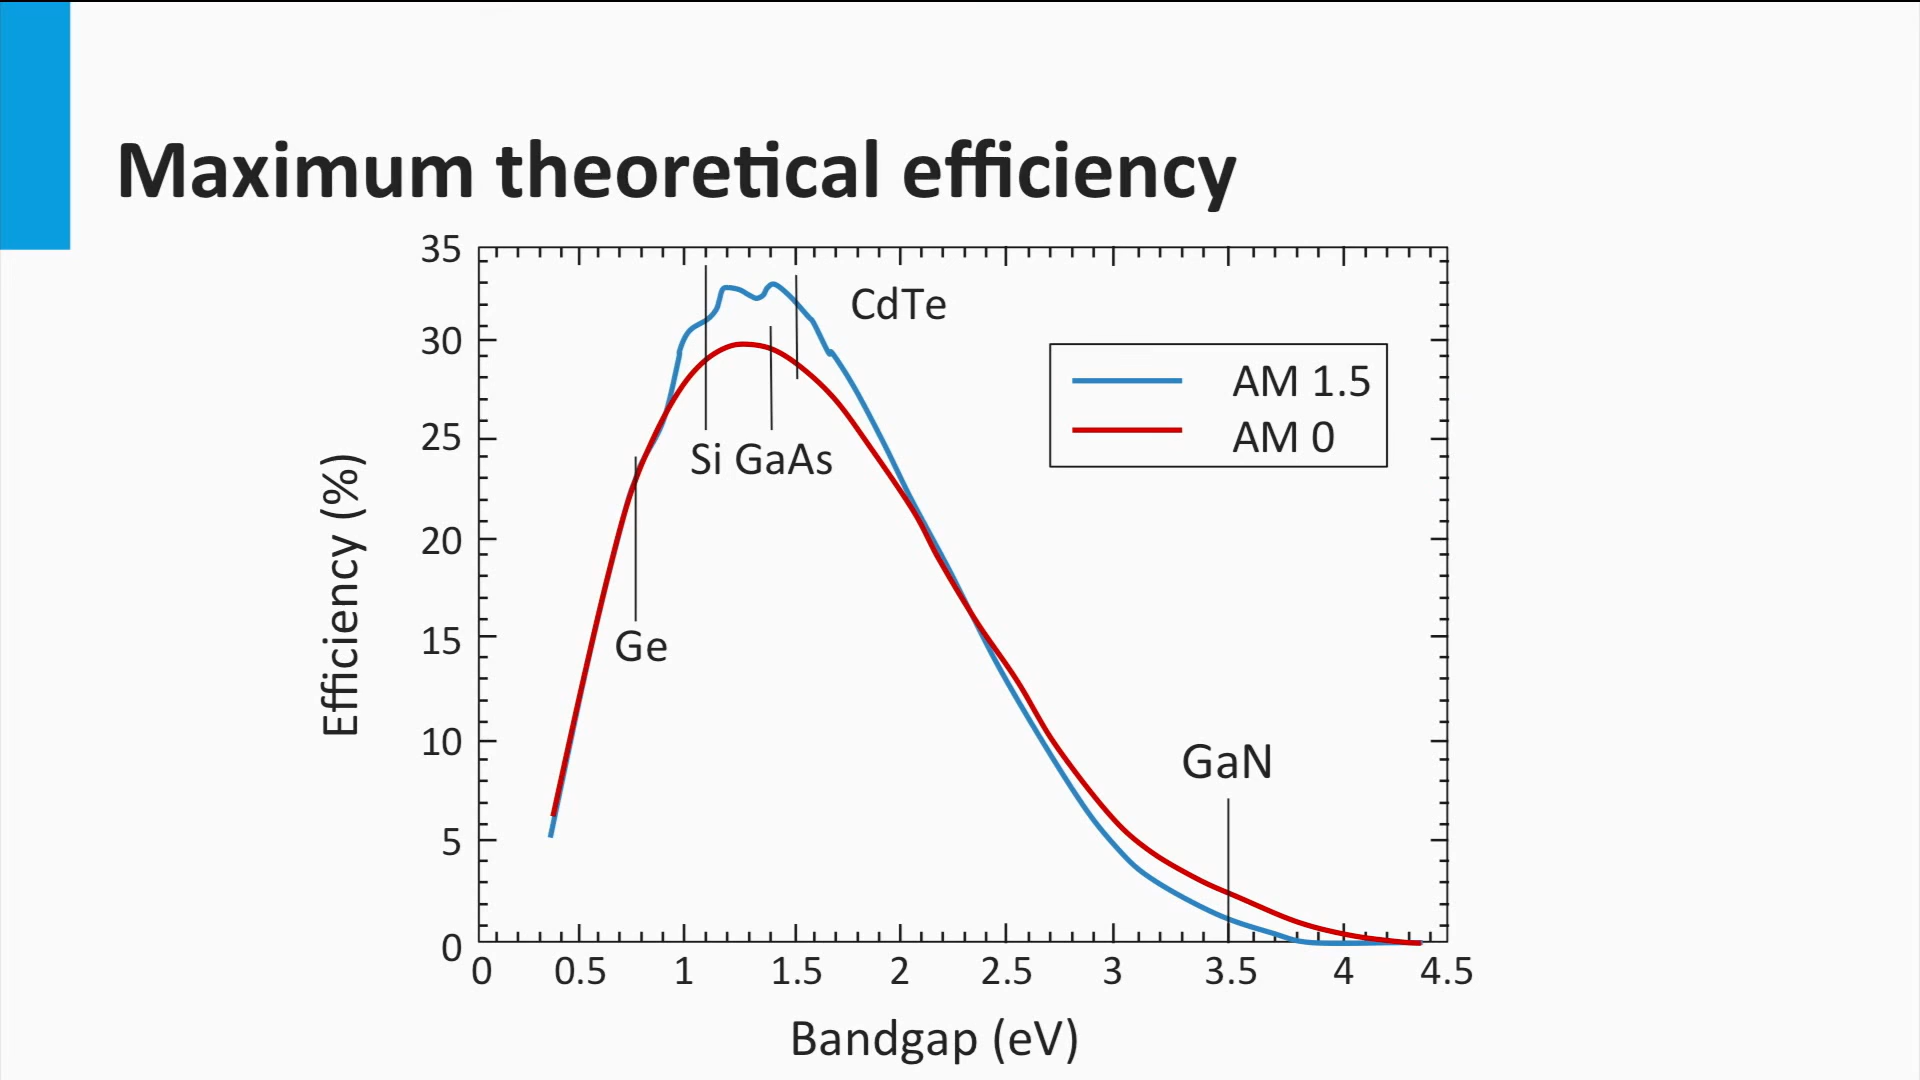 Maximum theoretical efficiency
35
30
25
20
15
10
5
0
Efficiency (%)
CdTe
AM 1.5
AM 0
Si GaAs
Ge
GaN
0 0.5 1 1.5 2 2.5 3 3.5 4 4.5
Bandgap (eV)